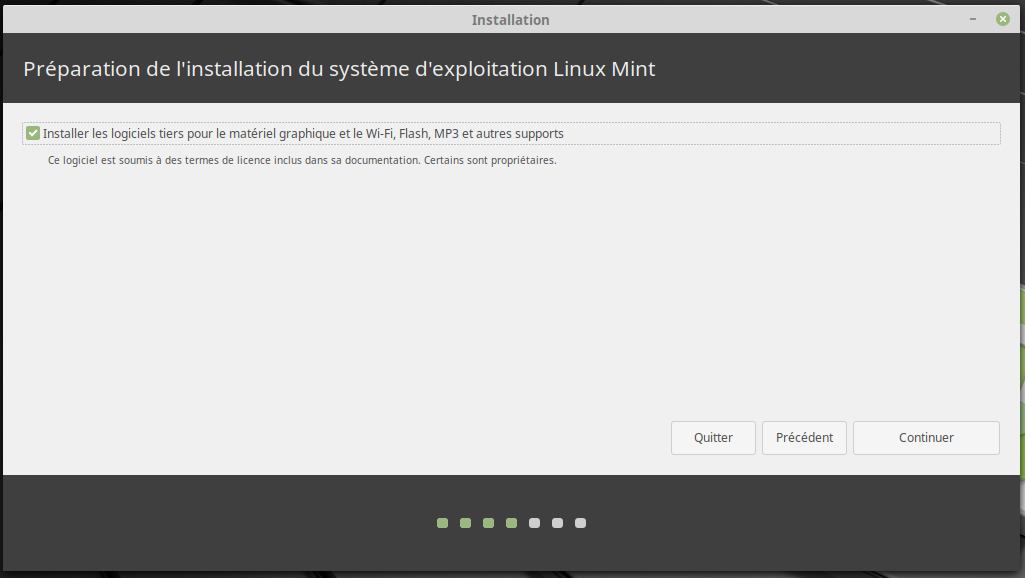 Installation
Préparation de l'installation du système d'exploitation Linux Mint
Installer les logiciels tiers pour le matériel graphique et le Wi-Fi, Flash, MP3 et autres supports
Ce logiciel est soumis à des termes de licence inclus dans sa documentation. Certains sont propriétaires.
Quitter
Précédent
Continuer